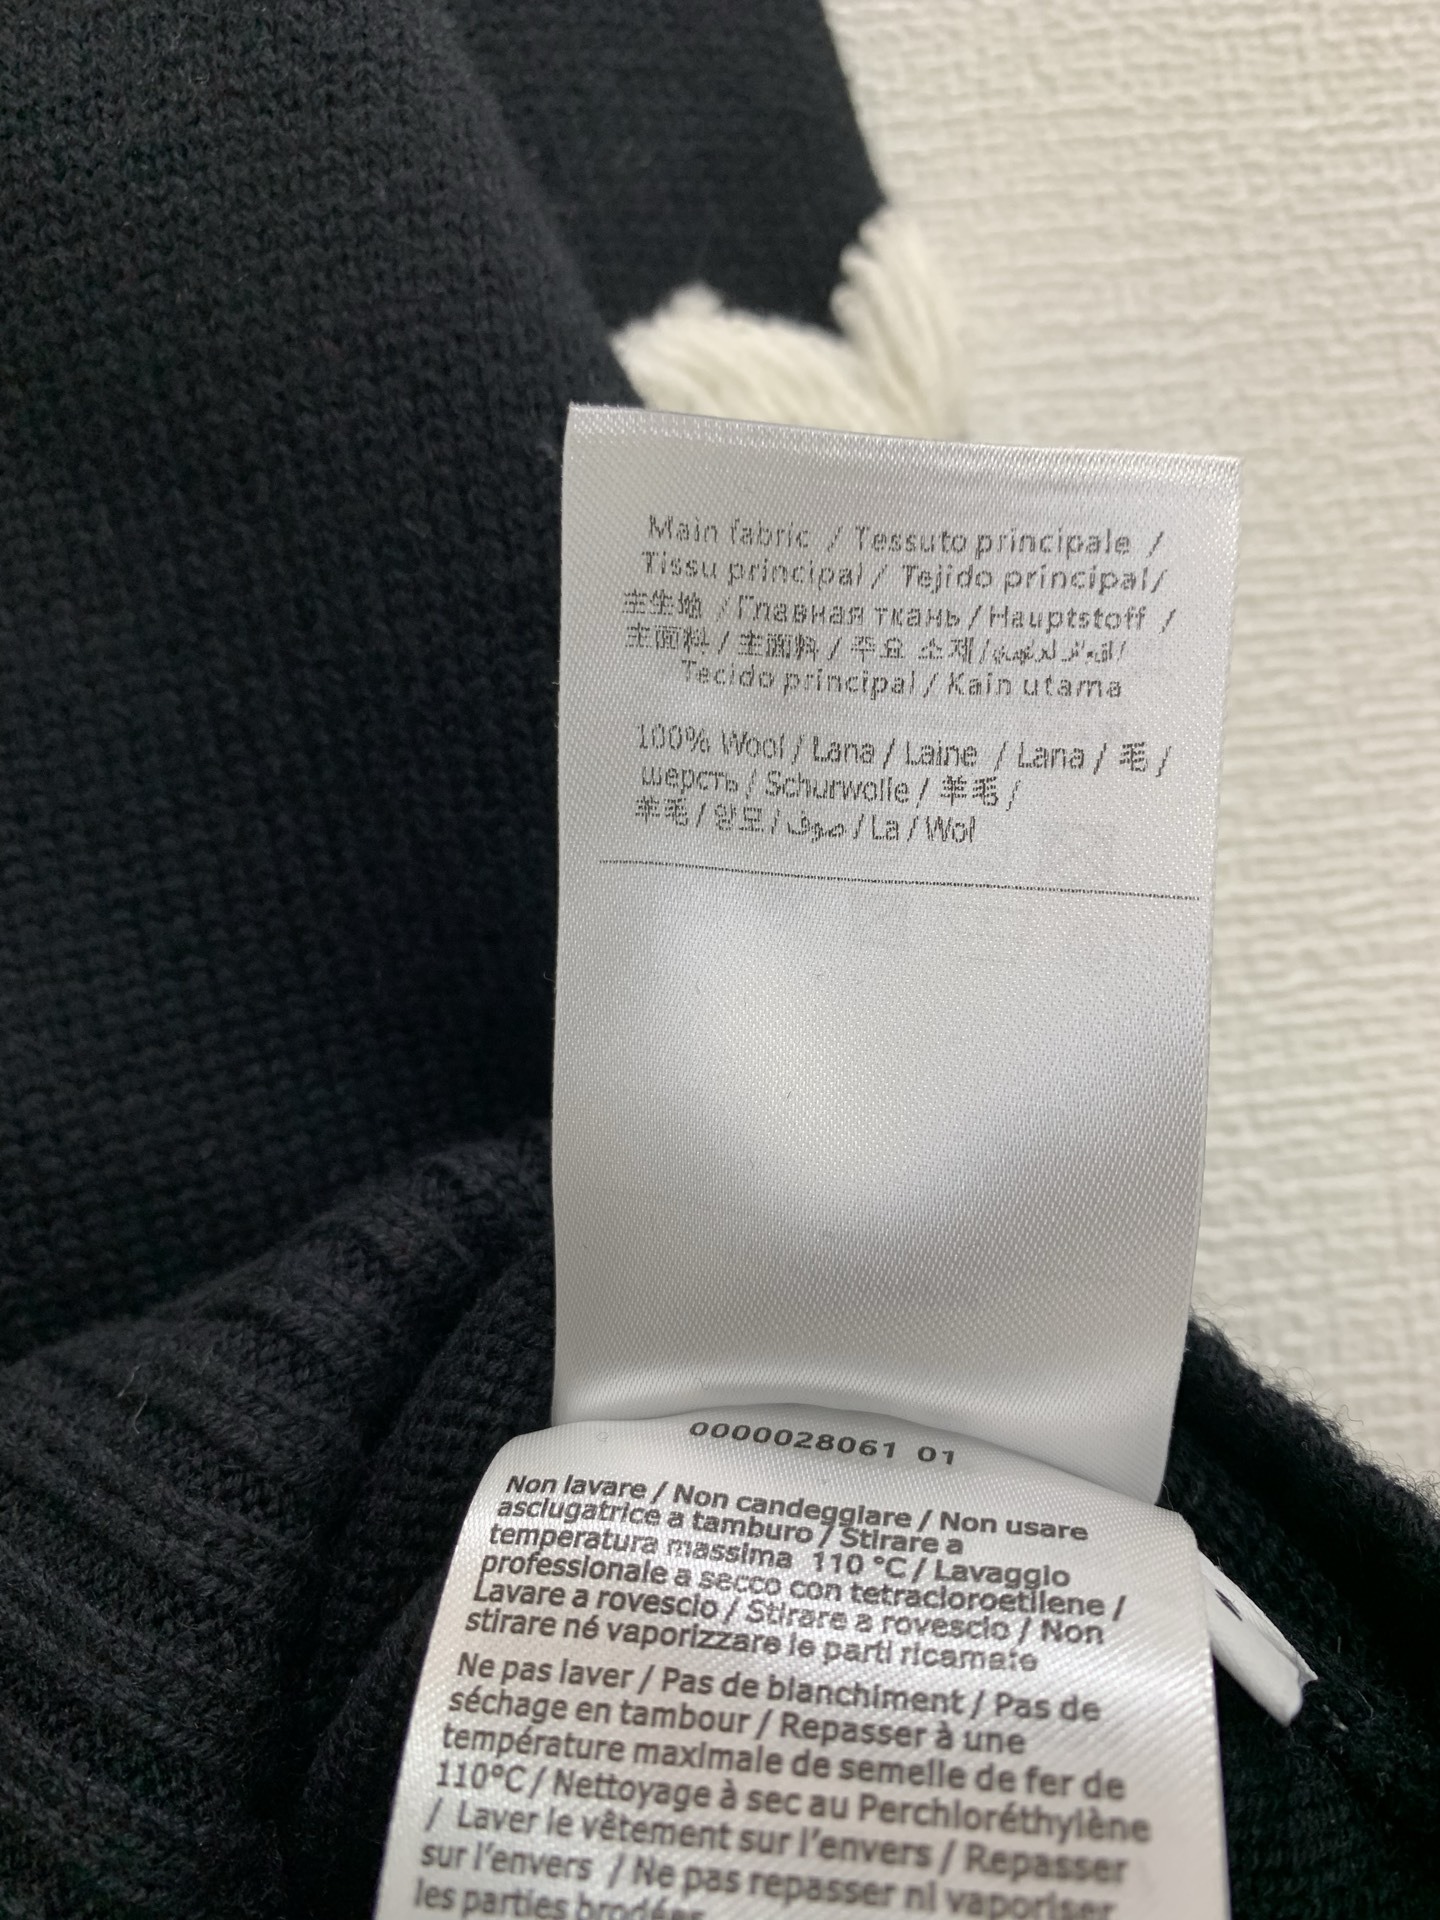 Main fabric / Tessuto principale /
Tissu principal / Tejido principal/
主生地 / Главная ткань / Hauptstoff /
主面料 / 主面料 / 주요 소재/
Tecido principal / Kain utama
100% Wool / Lana / Laine / Lana / 毛 /
шерсть / Schurwolle / 羊毛 /
羊毛 / 양모 / صوف / La / Wol
0000028061 01
Non lavare / Non candeggiare / Non usare
asciugatrice a tamburo / Stirare a
temperatura massima 110 °C / Lavaggio
professionale a secco con tetracloroetilene /
Lavare a rovescio / Stirare a rovescio / Non
stirare né vaporizzare le parti ricamate
Ne pas laver / Pas de blanchiment / Pas de
séchage en tambour / Repasser à une
température maximale de semelle de fer de
110°C / Nettoyage à sec au Perchloréthylène
/ Laver le vêtement sur l'envers / Repasser
sur l'envers / Ne pas repasser ni vaporiser
les parties brodées